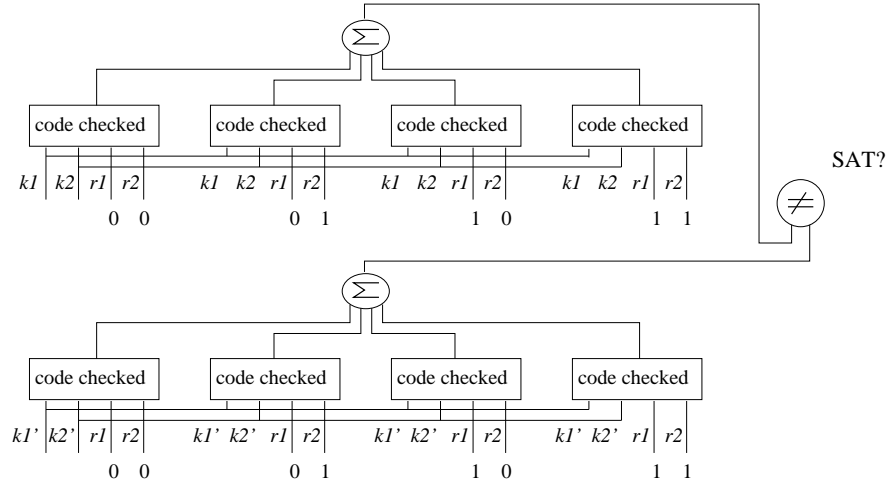 Σ
code checked code checked code checked code checked
SAT?
k1 k2 r1 r2 k1 k2 r1 r2 k1 k2 r1 r2 k1 k2 r1 r2
≠
0 0 0 1 1 0 1 1
Σ
code checked code checked code checked code checked
k1’ k2’ r1 r2 k1’ k2’ r1 r2 k1’ k2’ r1 r2 k1’ k2’ r1 r2
0 0 0 1 1 0 1 1